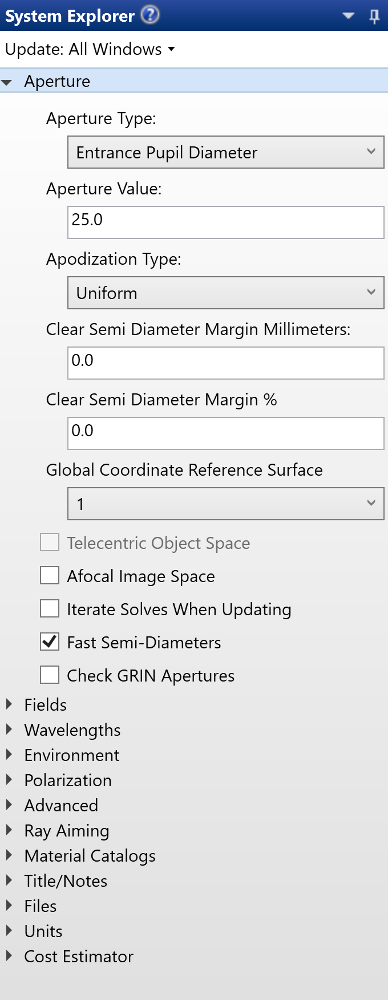 System Explorer ?
Update: All Windows
Aperture
Aperture Type:
Entrance Pupil Diameter
Aperture Value:
25.0
Apodization Type:
Uniform
Clear Semi Diameter Margin Millimeters:
0.0
Clear Semi Diameter Margin %
0.0
Global Coordinate Reference Surface
1
Telecentric Object Space
Afocal Image Space
Iterate Solves When Updating
Fast Semi-Diameters
Check GRIN Apertures
Fields
Wavelengths
Environment
Polarization
Advanced
Ray Aiming
Material Catalogs
Title/Notes
Files
Units
Cost Estimator